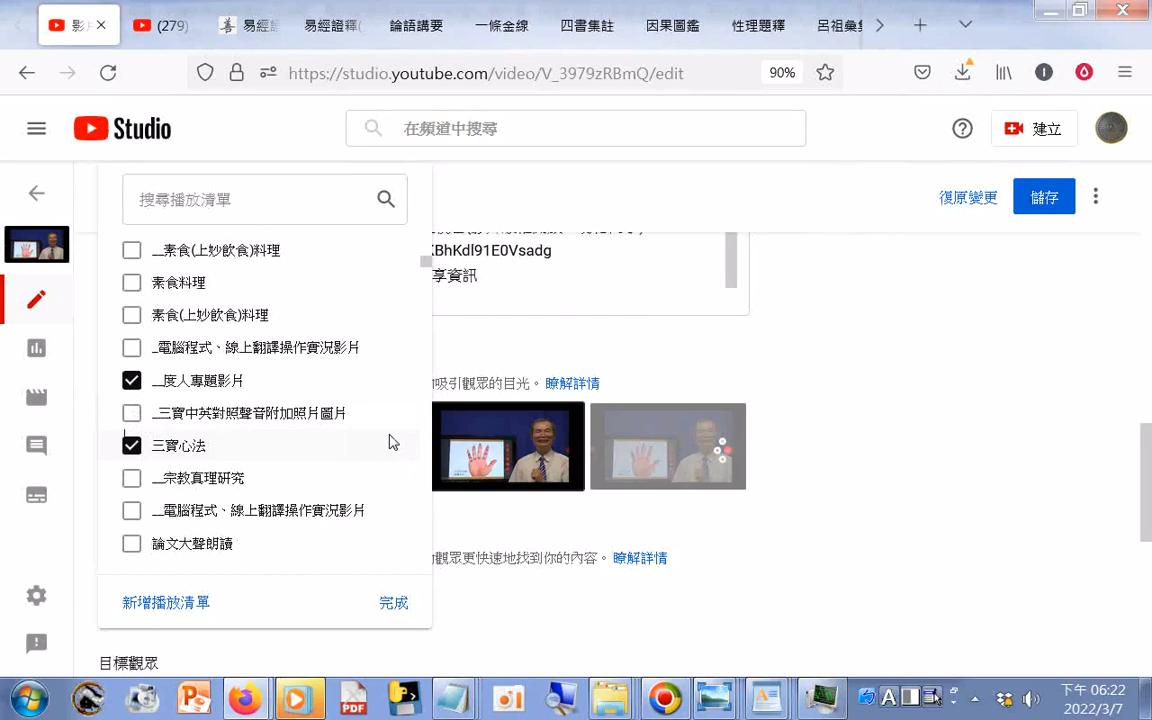 影片
(279)
易經
易經證釋(
論語講要
一條金線
四書集註
因果圖鑑
性理題釋
呂祖彙集
https://studio.youtube.com/video/V_3979zRBmQ/edit
90%
Studio
在頻道中搜尋
建立
搜尋播放清單
復原變更
儲存
__素食(上妙飲食)料理
KBhKdl91E0Vsadg
素食料理
享資訊
素食(上妙飲食)料理
_電腦程式、線上翻譯操作實況影片
__度人專題影片
吸引觀眾的目光。瞭解詳情
_三寶中英對照聲音附加照片圖片
三寶心法
__宗教真理研究
__電腦程式、線上翻譯操作實況影片
論文大聲朗讀
觀眾更快速地找到你的內容。瞭解詳情
新增播放清單
完成
目標觀眾
PDF
A
下午 06:22
2022/3/7